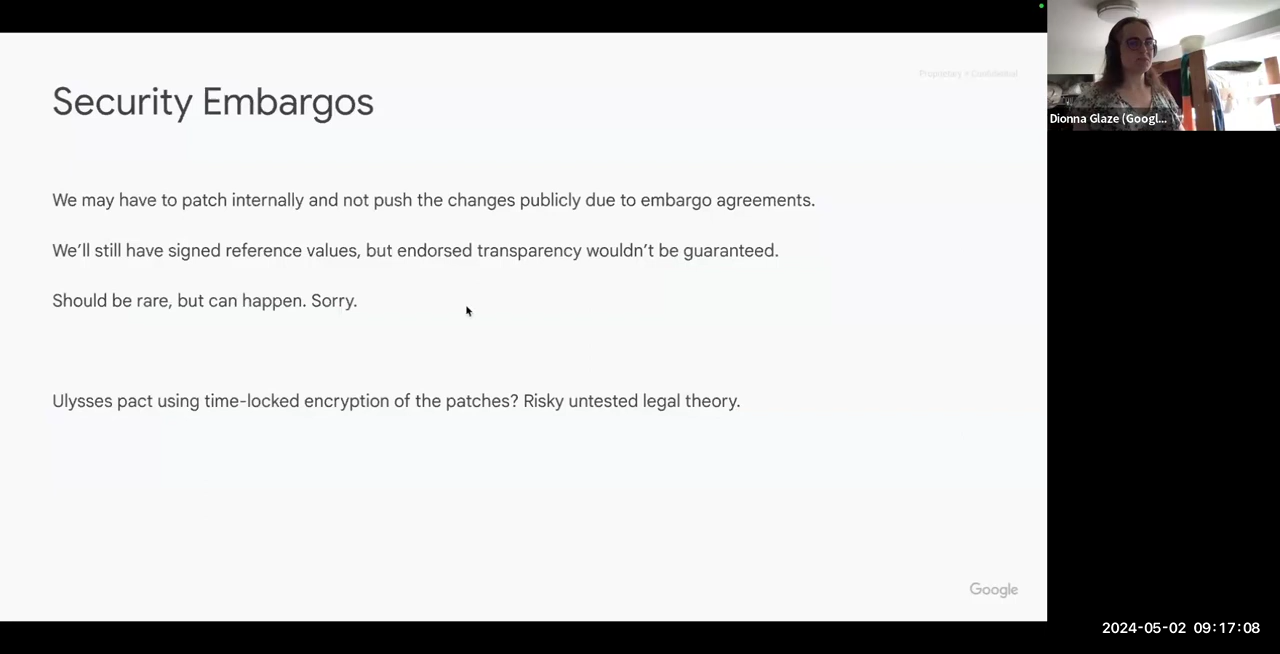 Proprietary + Confidential
Security Embargos
We may have to patch internally and not push the changes publicly due to embargo agreements.
We’ll still have signed reference values, but endorsed transparency wouldn’t be guaranteed.
Should be rare, but can happen. Sorry.
Ulysses pact using time-locked encryption of the patches? Risky untested legal theory.
Google
Dionna Glaze (Googl...
2024-05-02 09:17:08